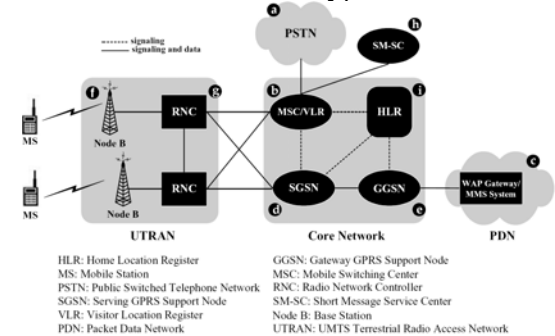 a
h
PSTN
SM-SC
signaling
signaling and data
f
g
b
i
RNC
MSC/VLR
HLR
MS
Node B
c
RNC
SGSN
GGSN
WAP Gateway/
MMS System
MS
Node B
d
e
UTRAN
Core Network
PDN
HLR: Home Location Register
MS: Mobile Station
PSTN: Public Switched Telephone Network
SGSN: Serving GPRS Support Node
VLR: Visitor Location Register
PDN: Packet Data Network
GGSN: Gateway GPRS Support Node
MSC: Mobile Switching Center
RNC: Radio Network Controller
SM-SC: Short Message Service Center
Node B: Base Station
UTRAN: UMTS Terrestrial Radio Access Network